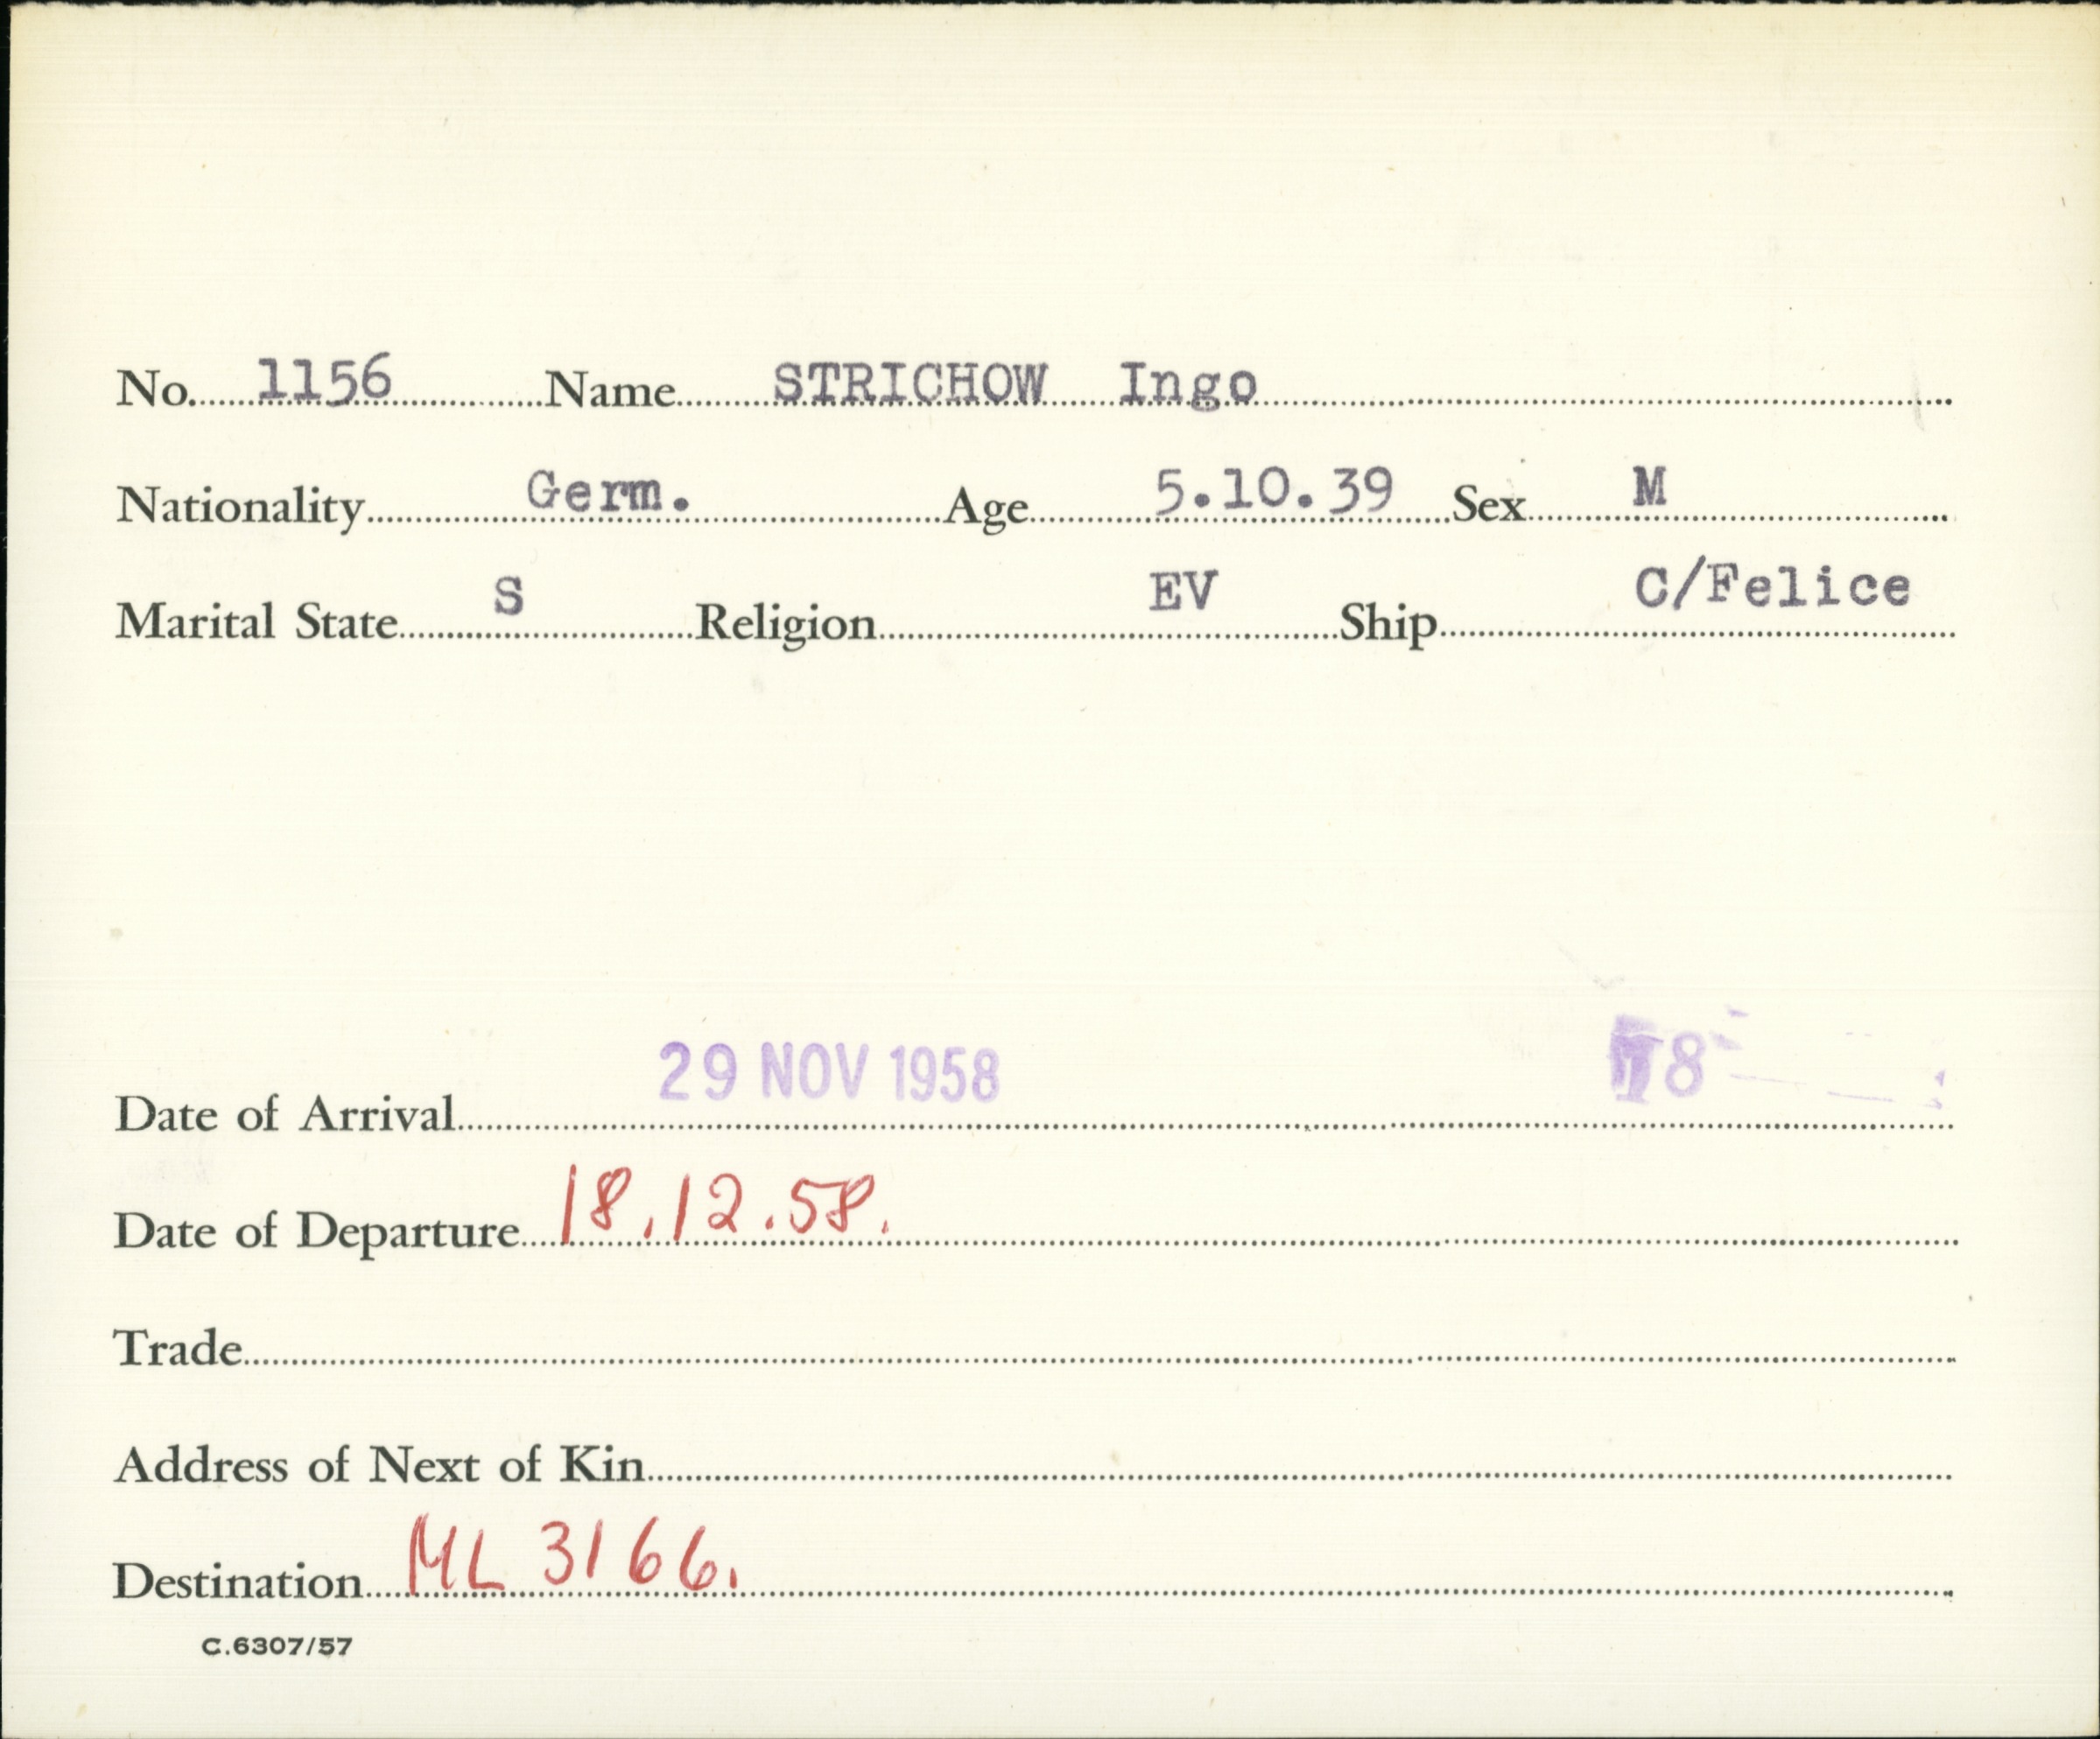 No. 1156 Name STRICHOW Ingo
Nationality Germ. Age 5.10.39 Sex M
Marital State S Religion EV Ship C/Felice
29 NOV 1958
Date of Arrival
Date of Departure 18.12.58.
Trade
Address of Next of Kin
Destination ML 3166.
C.6307/57